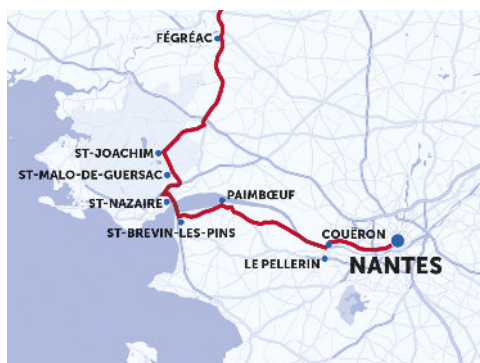 FÉGRÉAC
ST-JOACHIM
ST-MALO-DE-GUERSAC
PAIMBŒUF
ST-NAZAIRE
ST-BREVIN-LES-PINS
COUËRON
LE PELLERIN
NANTES